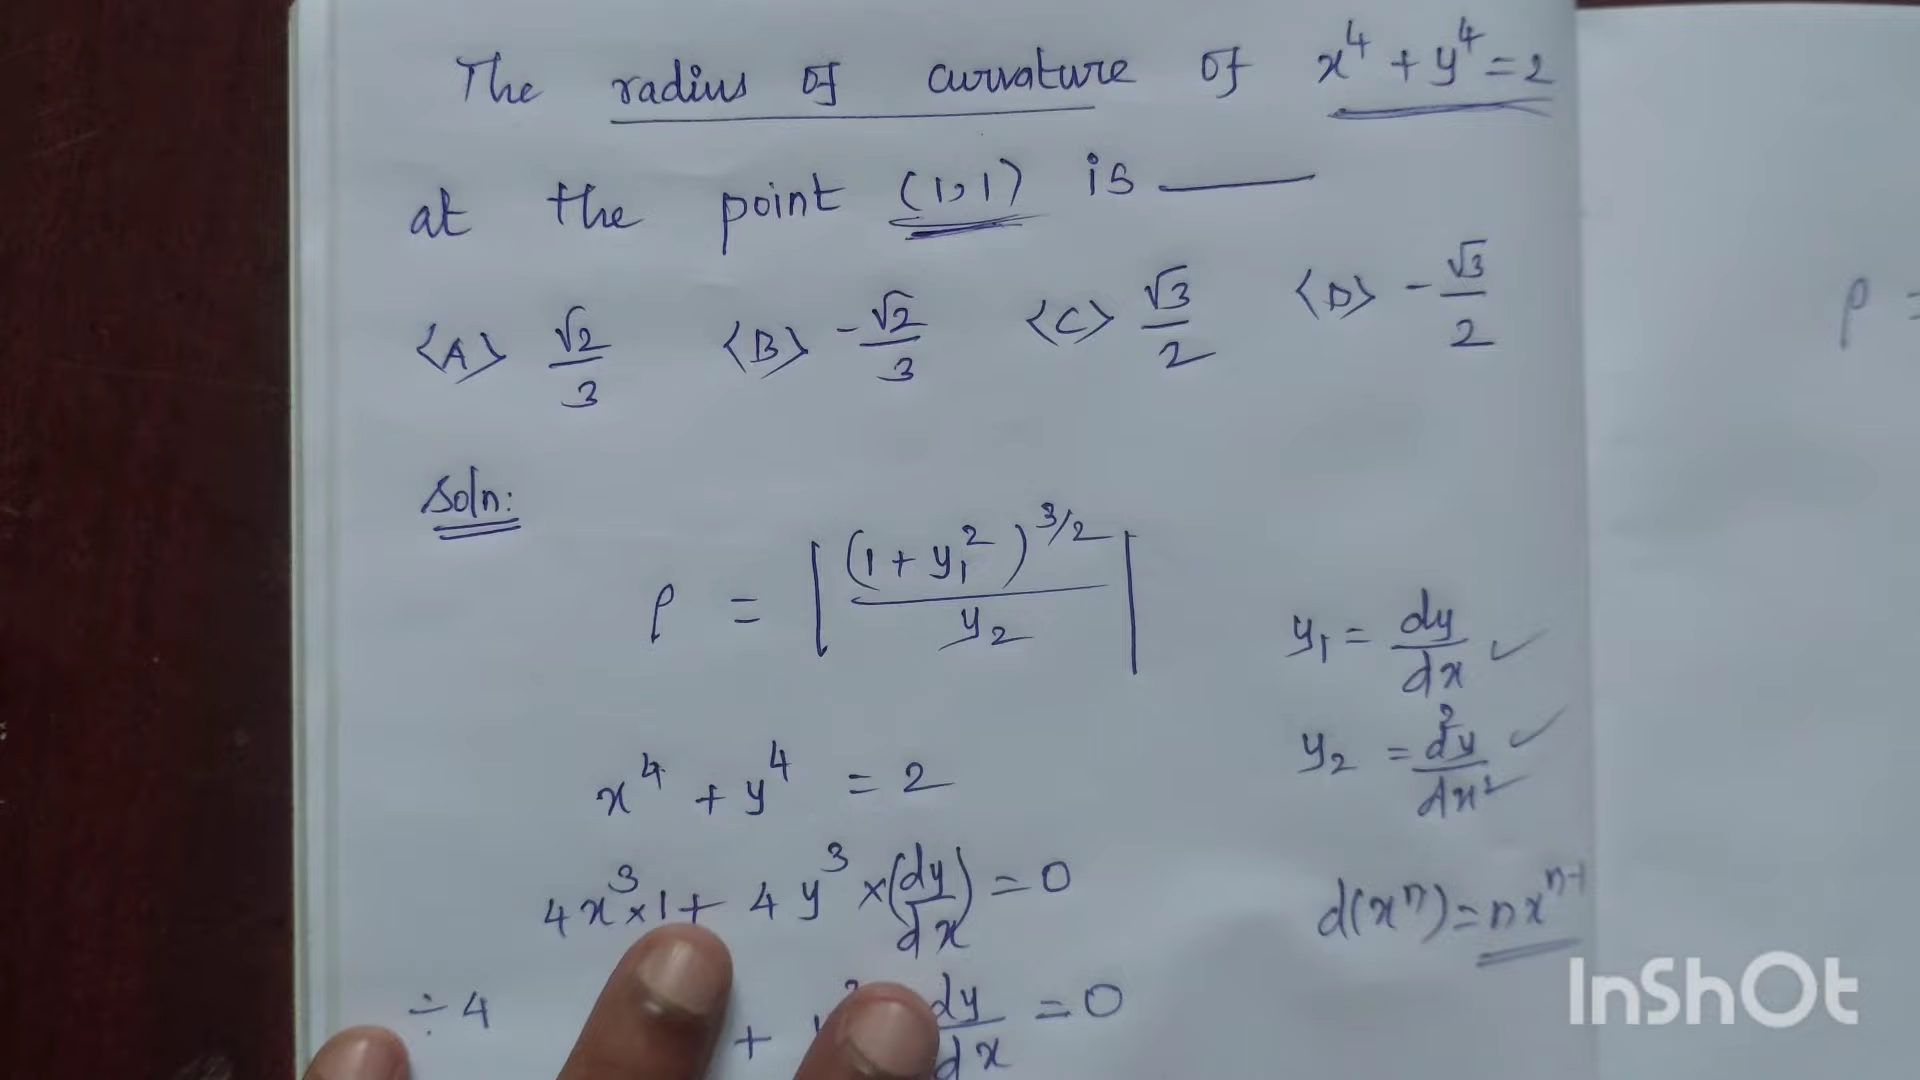 The radius of curvature of x⁴ + y⁴ = 2
at the point (1,1) is ____
<A> √2/3 <B> -√2/3 <C> √3/2 <D> -√3/2
Soln:
ρ = |(1 + y₁²)^(3/2) / y₂|
y₁ = dy/dx ✓
y₂ = d²y/dx² ✓
x⁴ + y⁴ = 2
4x³ × 1 + 4y³ × (dy/dx) = 0
d(xⁿ) = nxⁿ⁻¹
÷ 4 + dy/dx = 0
ρ =
InShOt